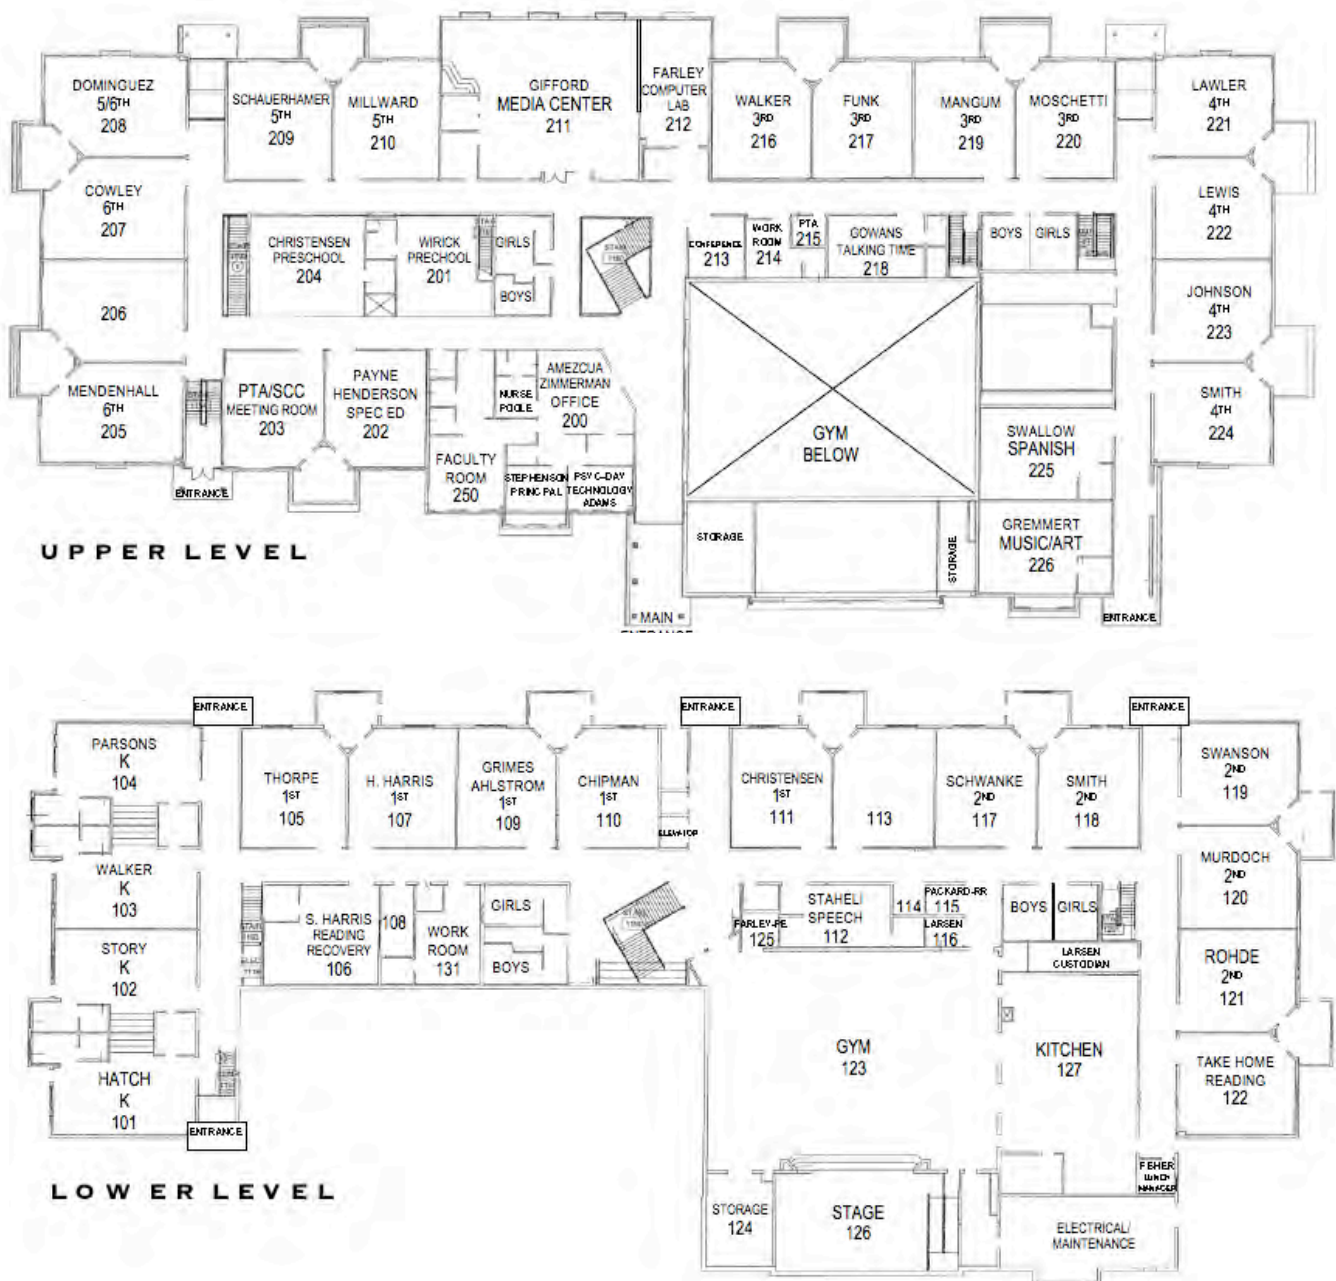 DOMINGUEZ
5/6TH
208
SCHAUERHAMER
5TH
209
MILLWARD
5TH
210
GIFFORD
MEDIA CENTER
211
FARLEY
COMPUTER
LAB
212
WALKER
3RD
216
FUNK
3RD
217
MANGUM
3RD
219
MOSCHETTI
3RD
220
LAWLER
4TH
221
COWLEY
6TH
207
LEWIS
4TH
222
CHRISTENSEN
PRESCHOOL
204
WIRICK
PRECHOOL
201
GIRLS
BOYS
CONFERENCE
213
WORK
ROOM
214
PTA
215
GOWANS
TALKING TIME
218
BOYS
GIRLS
206
JOHNSON
4TH
223
MENDENHALL
6TH
205
PTA/SCC
MEETING ROOM
203
PAYNE
HENDERSON
SPEC ED
202
NURSE
POOLE
AMEZCUA
ZIMMERMAN
OFFICE
200
GYM
BELOW
SMITH
4TH
224
SWALLOW
SPANISH
225
FACULTY
ROOM
250
STEPHENSON
PRINCIPAL
PSYC-DAY
TECHNOLOGY
ADAMS
ENTRANCE
STORAGE
STORAGE
GREMMERT
MUSIC/ART
226
UPPER LEVEL
MAIN
ENTRANCE
ENTRANCE
ENTRANCE
ENTRANCE
ENTRANCE
PARSONS
K
104
THORPE
1ST
105
H. HARRIS
1ST
107
GRIMES
AHLSTROM
1ST
109
CHIPMAN
1ST
110
ELEVATOR
CHRISTENSEN
1ST
111
113
SCHWANKE
2ND
117
SMITH
2ND
118
SWANSON
2ND
119
WALKER
K
103
MURDOCH
2ND
120
S. HARRIS
READING
RECOVERY
106
108
WORK
ROOM
131
GIRLS
BOYS
FARLEY-PE
125
STAHELI
SPEECH
112
114
PACKARD-RR
115
LARSEN
116
BOYS
GIRLS
LARSEN
CUSTODIAN
STORY
K
102
ROHDE
2ND
121
GYM
123
KITCHEN
127
HATCH
K
101
TAKE HOME
READING
122
ENTRANCE
LOWER LEVEL
FISHER
LUNCH
MANAGER
STORAGE
124
STAGE
126
ELECTRICAL/
MAINTENANCE